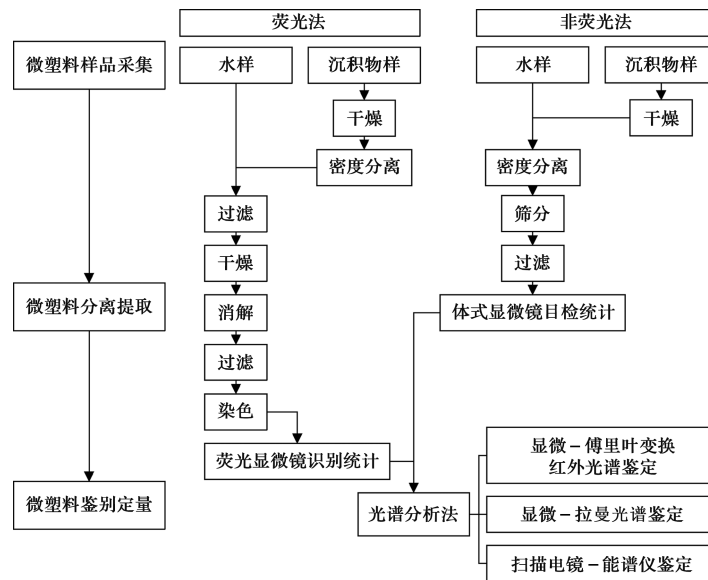 荧光法
非荧光法
微塑料样品采集
水样
沉积物样
水样
沉积物样
干燥
干燥
密度分离
密度分离
过滤
筛分
干燥
过滤
微塑料分离提取
消解
体式显微镜目检统计
过滤
染色
荧光显微镜识别统计
显微–傅里叶变换
红外光谱鉴定
微塑料鉴别定量
光谱分析法
显微–拉曼光谱鉴定
扫描电镜–能谱仪鉴定